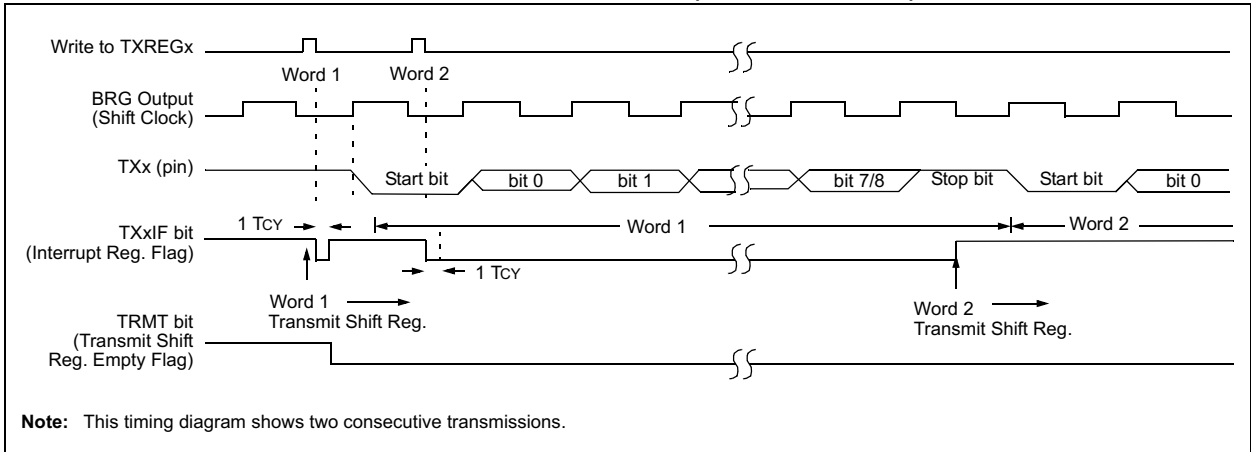 Write to TXREGx
Word 1
Word 2
BRG Output
(Shift Clock)
TXx (pin)
Start bit
bit 0
bit 1
bit 7/8
Stop bit
Start bit
bit 0
1 TCY
Word 1
Word 2
TXxIF bit
(Interrupt Reg. Flag)
1 TCY
Word 1
Transmit Shift Reg.
Word 2
Transmit Shift Reg.
TRMT bit
(Transmit Shift
Reg. Empty Flag)
Note: This timing diagram shows two consecutive transmissions.